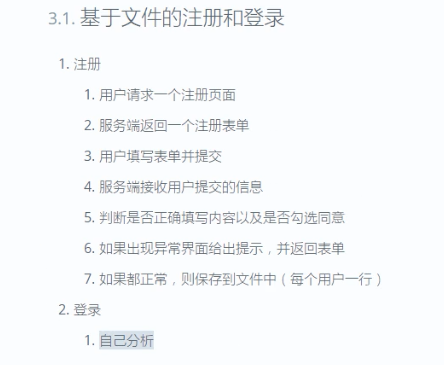 3.1. 基于文件的注册和登录
1. 注册
1. 用户请求一个注册页面
2. 服务端返回一个注册表单
3. 用户填写表单并提交
4. 服务端接收用户提交的信息
5. 判断是否正确填写内容以及是否勾选同意
6. 如果出现异常界面给出提示，并返回表单
7. 如果都正常，则保存到文件中（每个用户一行）
2. 登录
1. 自己分析